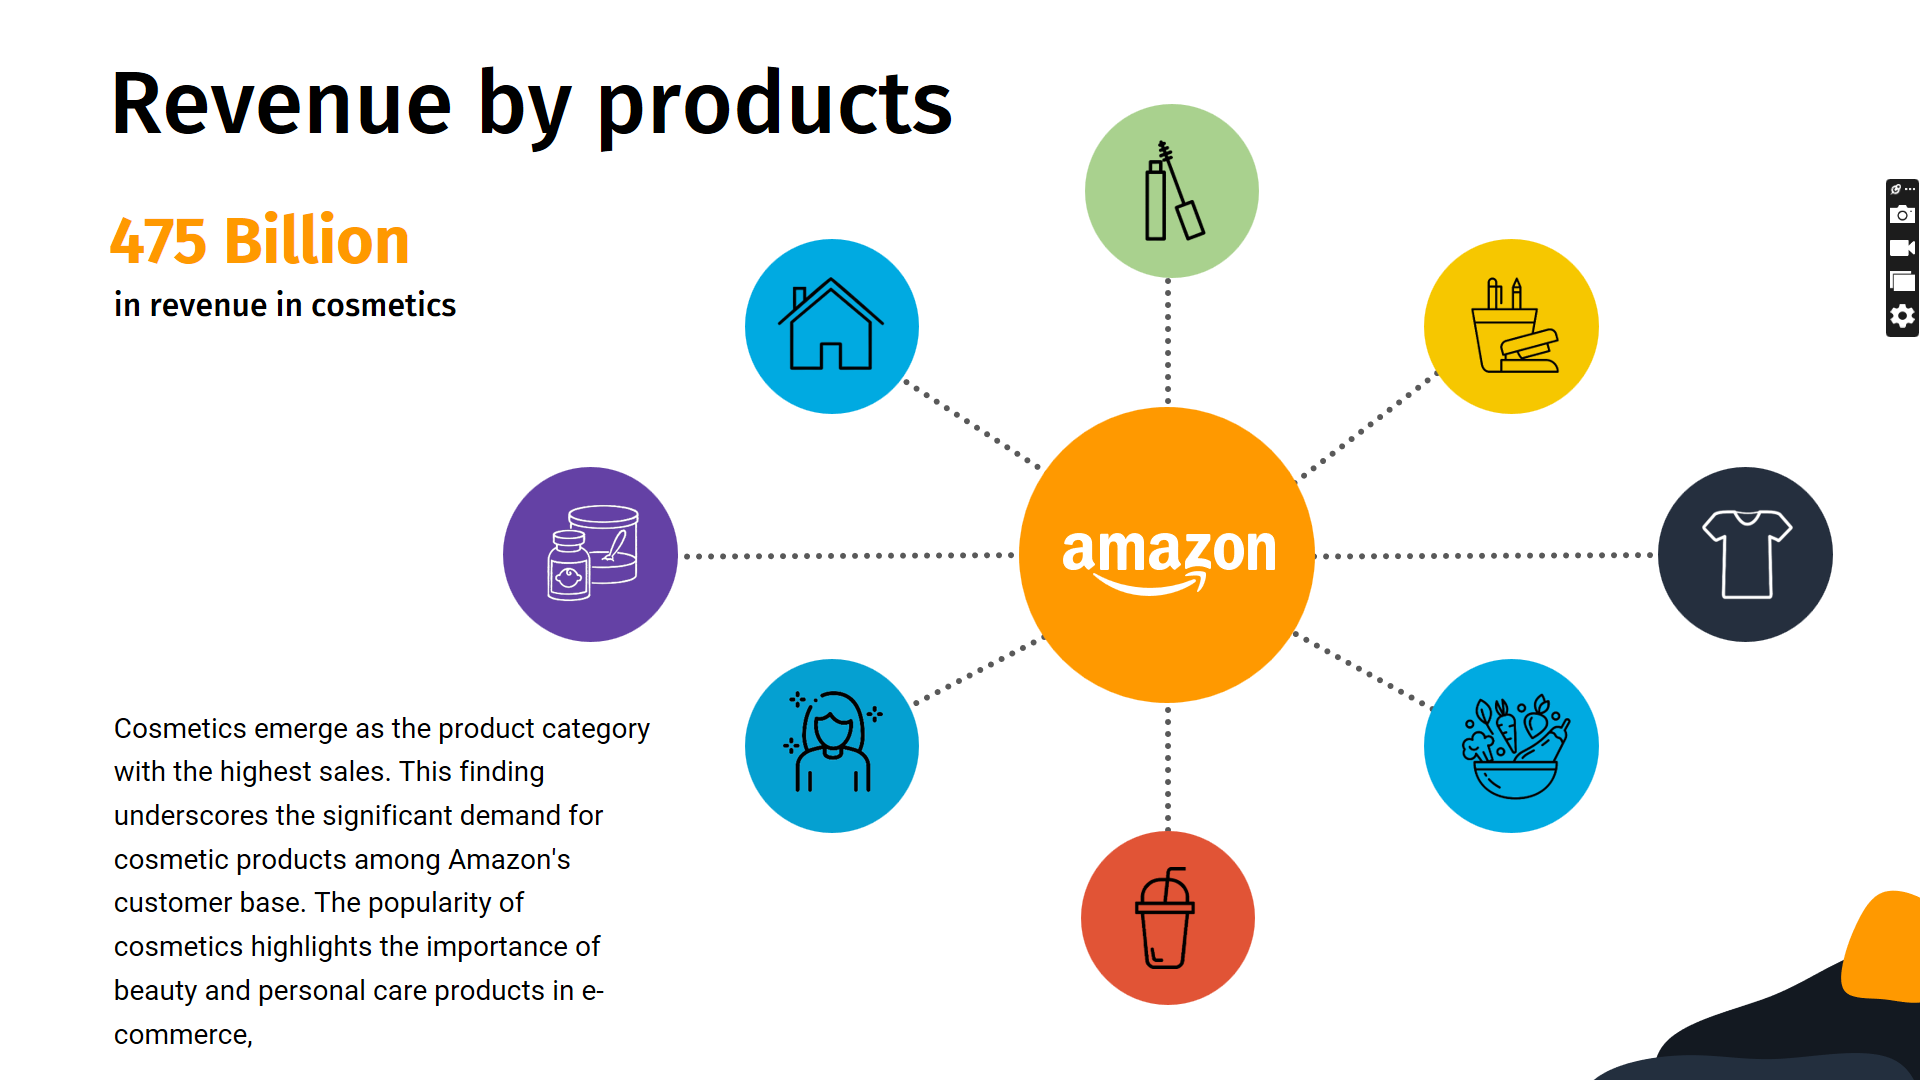 Revenue by products
475 Billion
in revenue in cosmetics
amazon
Cosmetics emerge as the product category
with the highest sales. This finding
underscores the significant demand for
cosmetic products among Amazon's
customer base. The popularity of
cosmetics highlights the importance of
beauty and personal care products in e-
commerce,